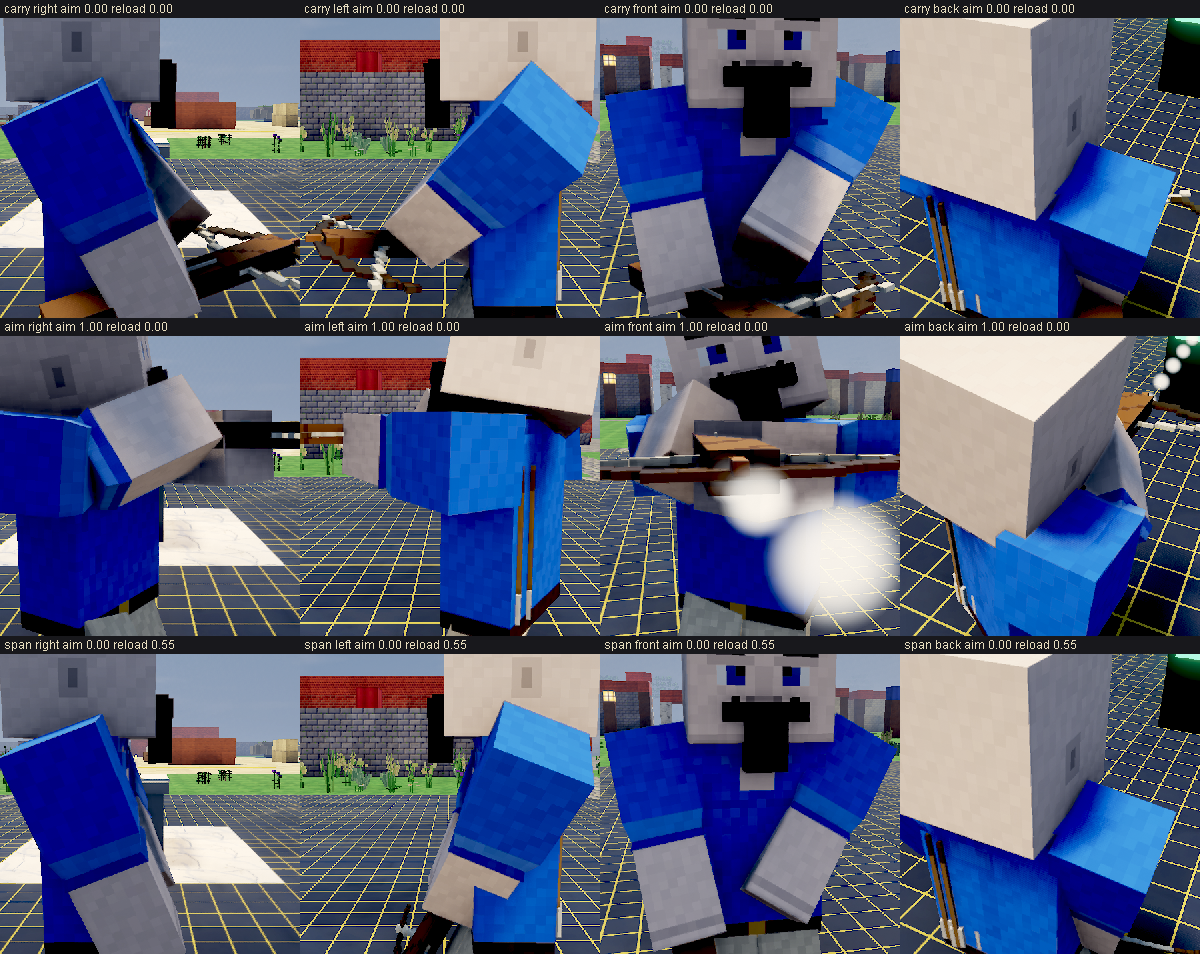 carry right aim 0.00 reload 0.00
carry left aim 0.00 reload 0.00
carry front aim 0.00 reload 0.00
carry back aim 0.00 reload 0.00
aim right aim 1.00 reload 0.00
aim left aim 1.00 reload 0.00
aim front aim 1.00 reload 0.00
aim back aim 1.00 reload 0.00
span right aim 0.00 reload 0.55
span left aim 0.00 reload 0.55
span front aim 0.00 reload 0.55
span back aim 0.00 reload 0.55